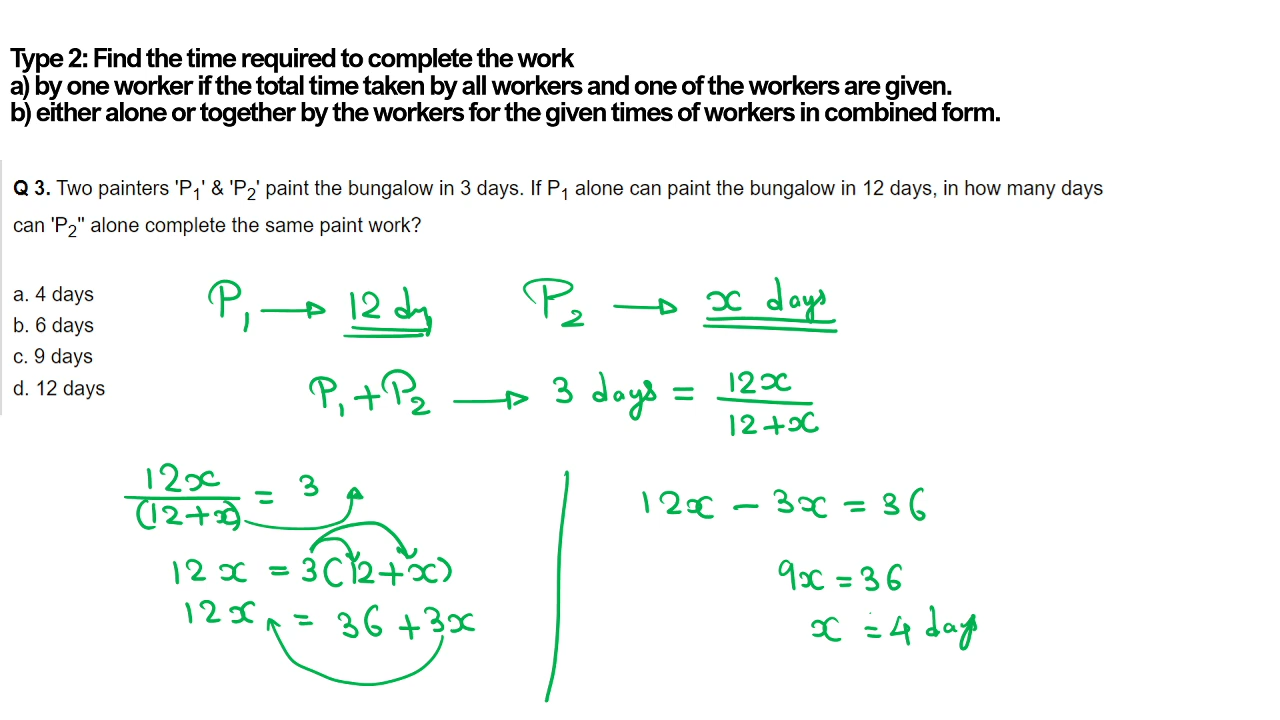 Type 2: Find the time required to complete the work
a) by one worker if the total time taken by all workers and one of the workers are given.
b) either alone or together by the workers for the given times of workers in combined form.
Q 3. Two painters 'P₁' & 'P₂' paint the bungalow in 3 days. If P₁ alone can paint the bungalow in 12 days, in how many days
can 'P₂" alone complete the same paint work?
a. 4 days
b. 6 days
c. 9 days
d. 12 days
P₁ → 12 dy
P₂ → x days
P₁ + P₂ → 3 days = 12x / 12+x
12x / (12+x) = 3
12x = 3(12+x)
12x = 36 + 3x
12x - 3x = 36
9x = 36
x = 4 days